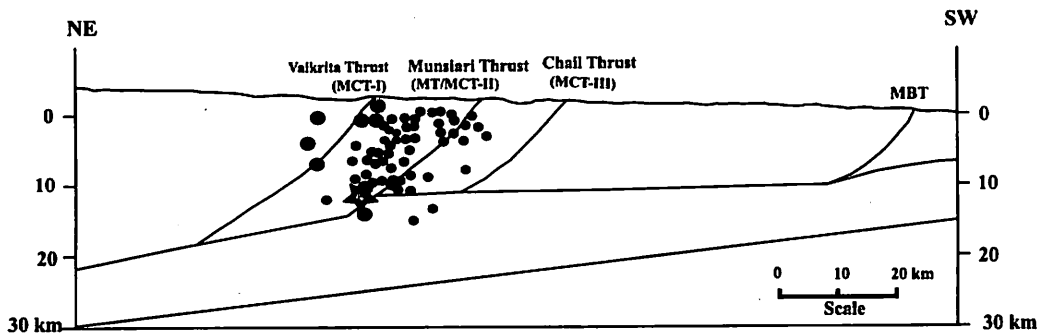 NE
SW
Vaikrita Thrust
(MCT-I)
Munsiari Thrust
(MT/MCT-II)
Chail Thrust
(MCT-III)
MBT
0
10
20
30 km
0
10
20
30 km
0 10 20 km
Scale